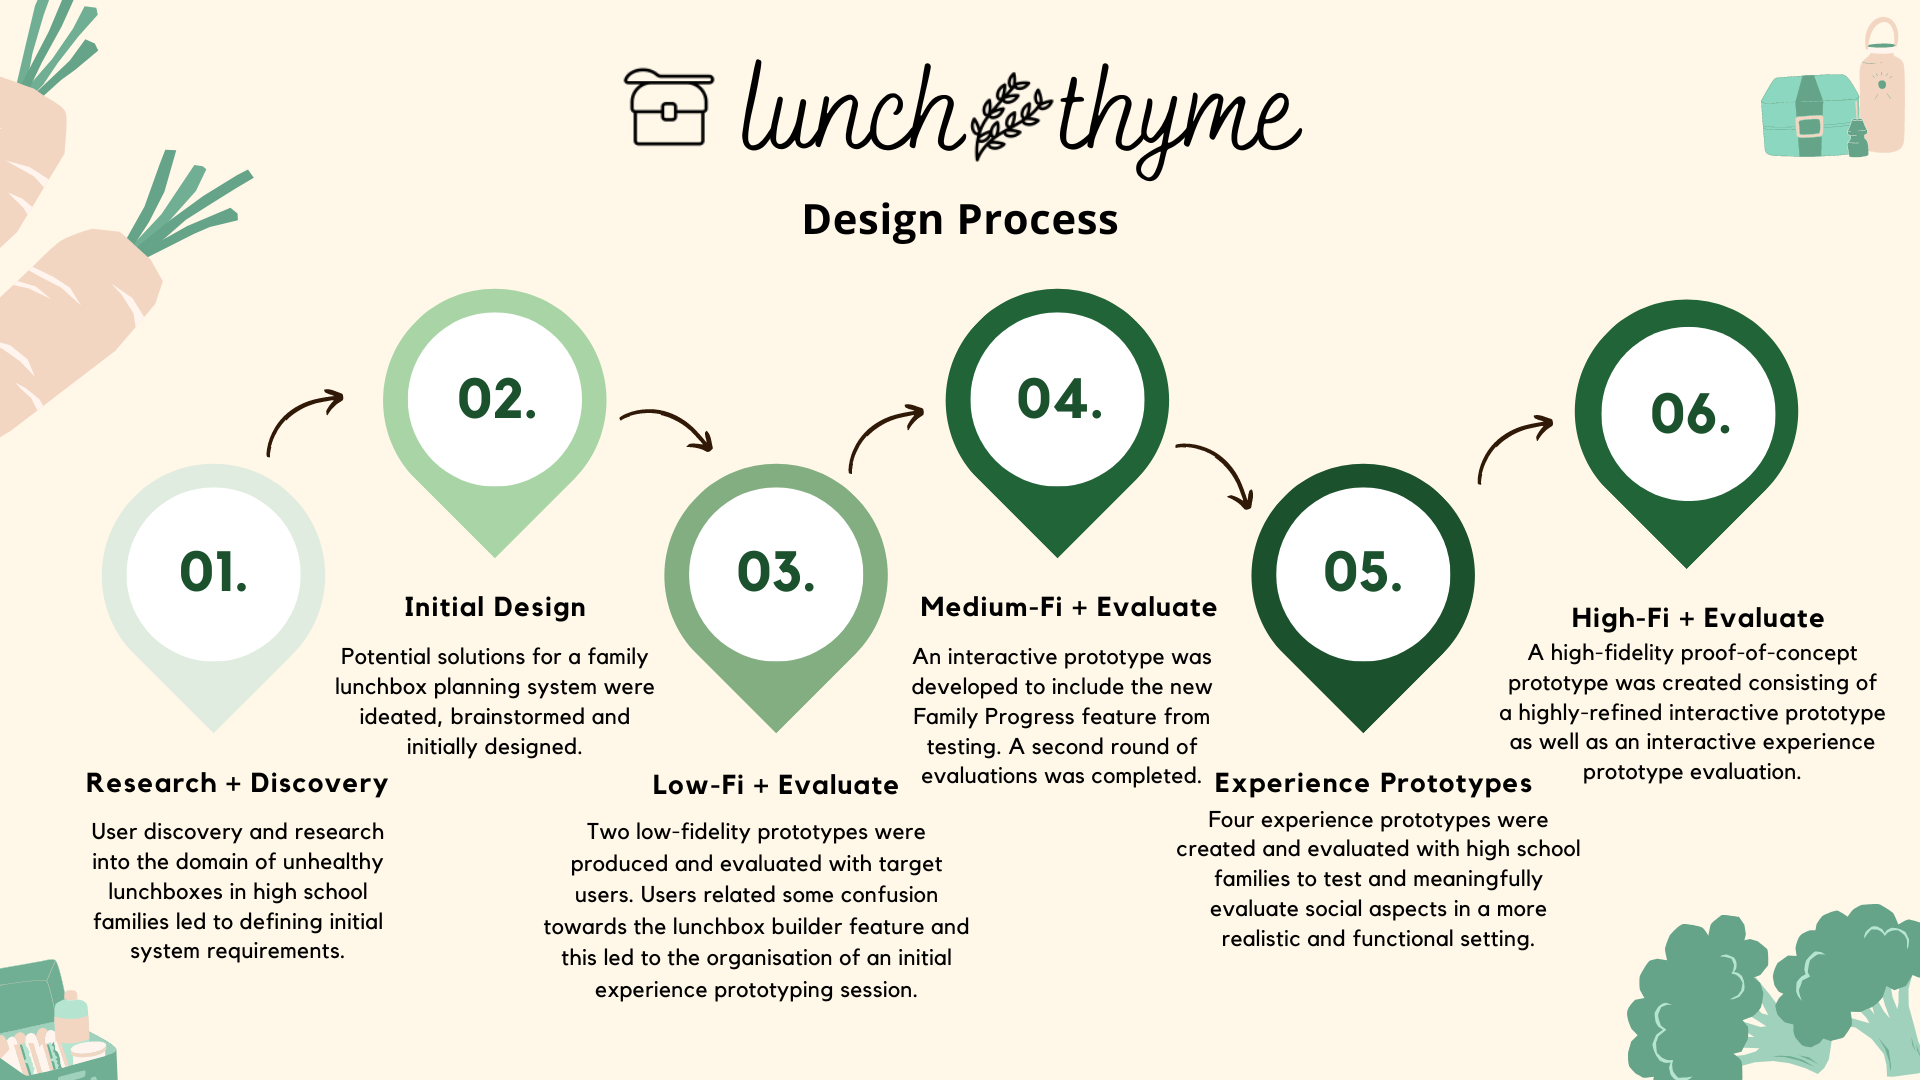 lunch thyme
Design Process
01.
Research + Discovery
User discovery and research
into the domain of unhealthy
lunchboxes in high school
families led to defining initial
system requirements.
02.
Initial Design
Potential solutions for a family
lunchbox planning system were
ideated, brainstormed and
initially designed.
03.
Low-Fi + Evaluate
Two low-fidelity prototypes were
produced and evaluated with target
users. Users related some confusion
towards the lunchbox builder feature and
this led to the organisation of an initial
experience prototyping session.
04.
Medium-Fi + Evaluate
An interactive prototype was
developed to include the new
Family Progress feature from
testing. A second round of
evaluations was completed.
05.
Experience Prototypes
Four experience prototypes were
created and evaluated with high school
families to test and meaningfully
evaluate social aspects in a more
realistic and functional setting.
06.
High-Fi + Evaluate
A high-fidelity proof-of-concept
prototype was created consisting of
a highly-refined interactive prototype
as well as an interactive experience
prototype evaluation.